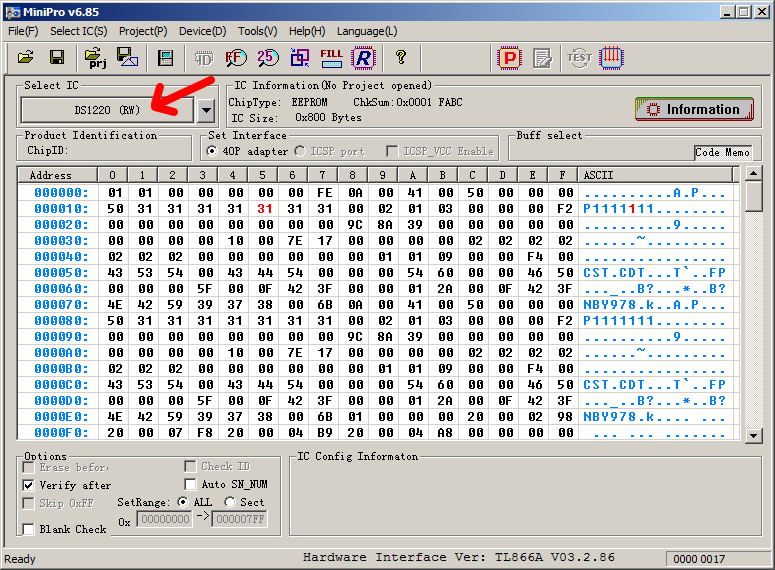 MiniPro v6.85
File(F) Select IC(S) Project(P) Device(D) Tools(V) Help(H) Language(L)
prj 4D FF 25 FILL R ? P TEST
Select IC
DS1220 (RW)
IC Information(No Project opened)
ChipType: EEPROM ChkSum:0x0001 FABC
IC Size: 0x800 Bytes
Information
Product Identification
ChipID:
Set Interface
40P adapter ICSP port ICSP_VCC Enable
Buff select
Code Memo
Address 0 1 2 3 4 5 6 7 8 9 A B C D E F ASCII
000000: 01 01 00 00 00 00 00 FE 0A 00 41 00 50 00 00 00 ..........A.P...
000010: 50 31 31 31 31 31 31 31 00 02 01 03 00 00 00 F2 P1111111........
000020: 00 00 00 00 00 00 00 00 9C 8A 39 00 00 00 00 00 ..........9.....
000030: 00 00 00 00 10 00 7E 17 00 00 00 00 02 02 02 02 ......~.........
000040: 02 02 02 00 00 00 00 00 00 01 01 09 00 00 F4 00 ................
000050: 43 53 54 00 43 44 54 00 00 00 54 60 00 00 46 50 CST.CDT...T`..FP
000060: 00 00 00 5F 00 0F 42 3F 00 00 01 2A 00 0F 42 3F ..._..B?...*..B?
000070: 4E 42 59 39 37 38 00 6B 0A 00 41 00 50 00 00 00 NBY978.k..A.P...
000080: 50 31 31 31 31 31 31 31 00 02 01 03 00 00 00 F2 P1111111........
000090: 00 00 00 00 00 00 00 00 9C 8A 39 00 00 00 00 00 ..........9.....
0000A0: 00 00 00 00 10 00 7E 17 00 00 00 00 02 02 02 02 ......~.........
0000B0: 02 02 02 00 00 00 00 00 00 01 01 09 00 00 F4 00 ................
0000C0: 43 53 54 00 43 44 54 00 00 00 54 60 00 00 46 50 CST.CDT...T`..FP
0000D0: 00 00 00 5F 00 0F 42 3F 00 00 01 2A 00 0F 42 3F ..._..B?...*..B?
0000E0: 4E 42 59 39 37 38 00 6B 01 00 00 00 20 00 02 98 NBY978.k.... ...
0000F0: 20 00 07 F8 20 00 04 B9 20 00 04 A8 00 00 00 00  ... ... .......
Options
Erase befor Check ID
Verify after Auto SN_NUM
Skip 0xFF SetRange: ALL Sect
Blank Check 0x 00000000 -> 000007FF
IC Config Informaton
Ready Hardware Interface Ver: TL866A V03.2.86 0000 0017